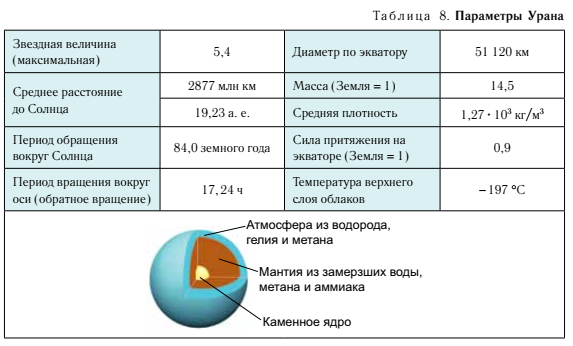 Таблица 8. Параметры Урана
Звездная величина
(максимальная)
5,4
Диаметр по экватору
51 120 км
Среднее расстояние
до Солнца
2877 млн км
Масса (Земля = 1)
14,5
19,23 а. е.
Средняя плотность
1,27 · 10³ кг/м³
Период обращения
вокруг Солнца
84,0 земного года
Сила притяжения на
экваторе (Земля = 1)
0,9
Период вращения вокруг
оси (обратное вращение)
17,24 ч
Температура верхнего
слоя облаков
−197 °С
Атмосфера из водорода,
гелия и метана
Мантия из замерзших воды,
метана и аммиака
Каменное ядро